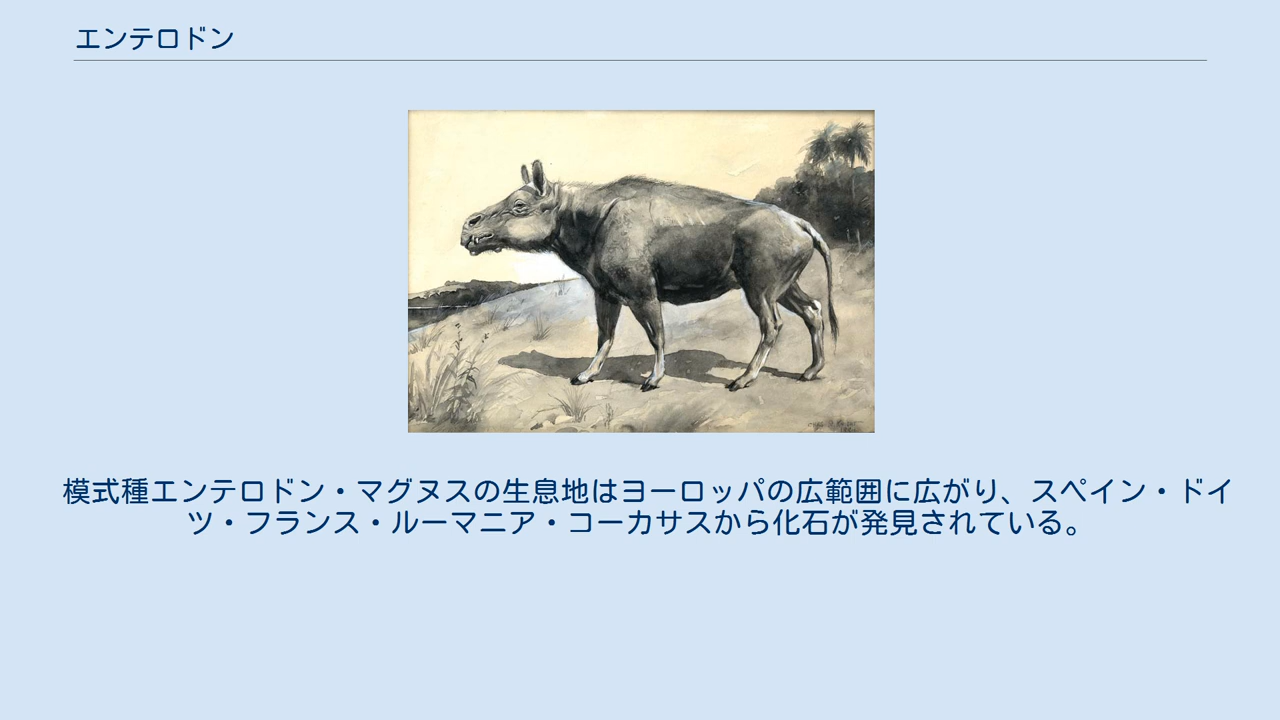 エンテロドン
模式種エンテロドン・マグヌスの生息地はヨーロッパの広範囲に広がり、スペイン・ドイ
ツ・フランス・ルーマニア・コーカサスから化石が発見されている。